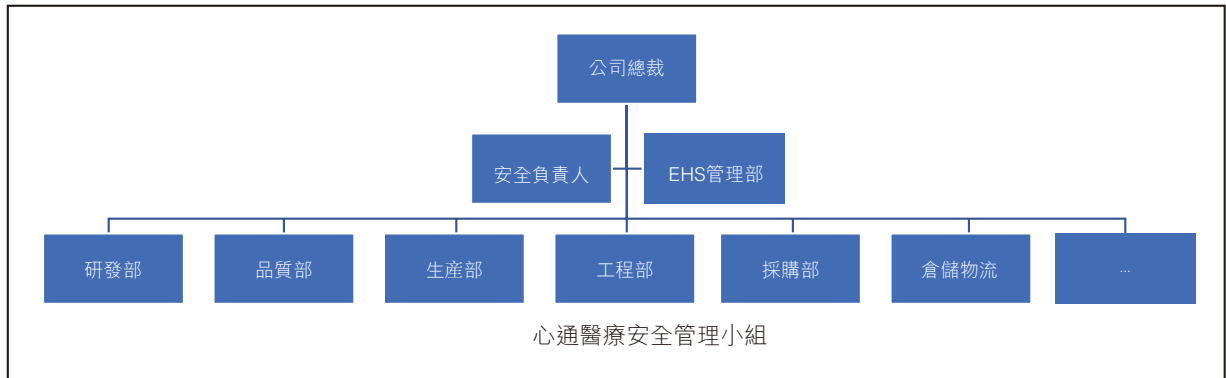 公司總裁
安全負責人
EHS管理部
研發部
品質部
生産部
工程部
採購部
倉儲物流
...
心通醫療安全管理小組